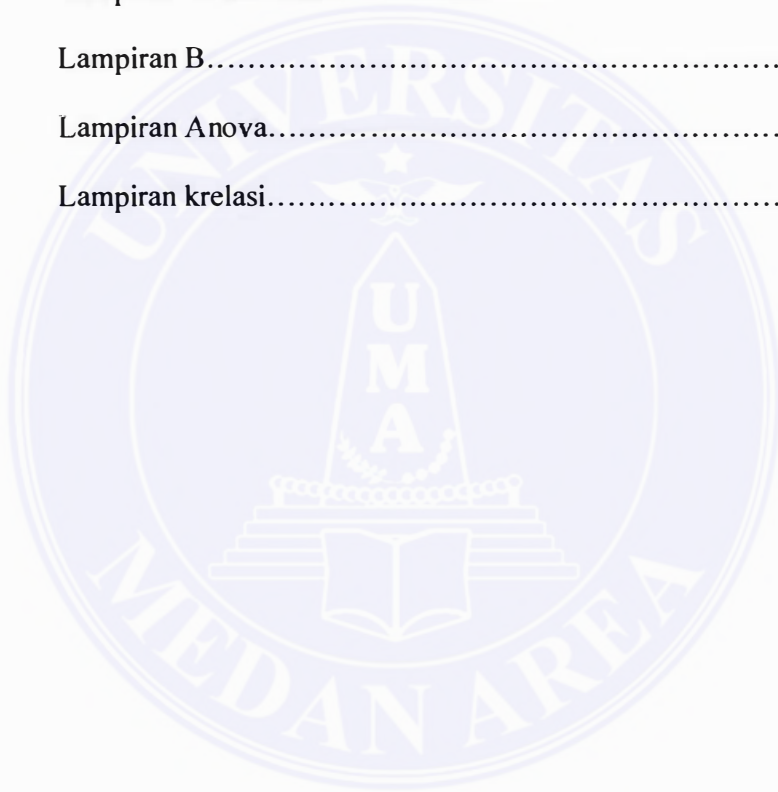 Lampiran B..........................................................
Lampiran Anova..........................................................
Lampiran krelasi..........................................................
UNIVERSITAS
UMA
MEDAN AREA